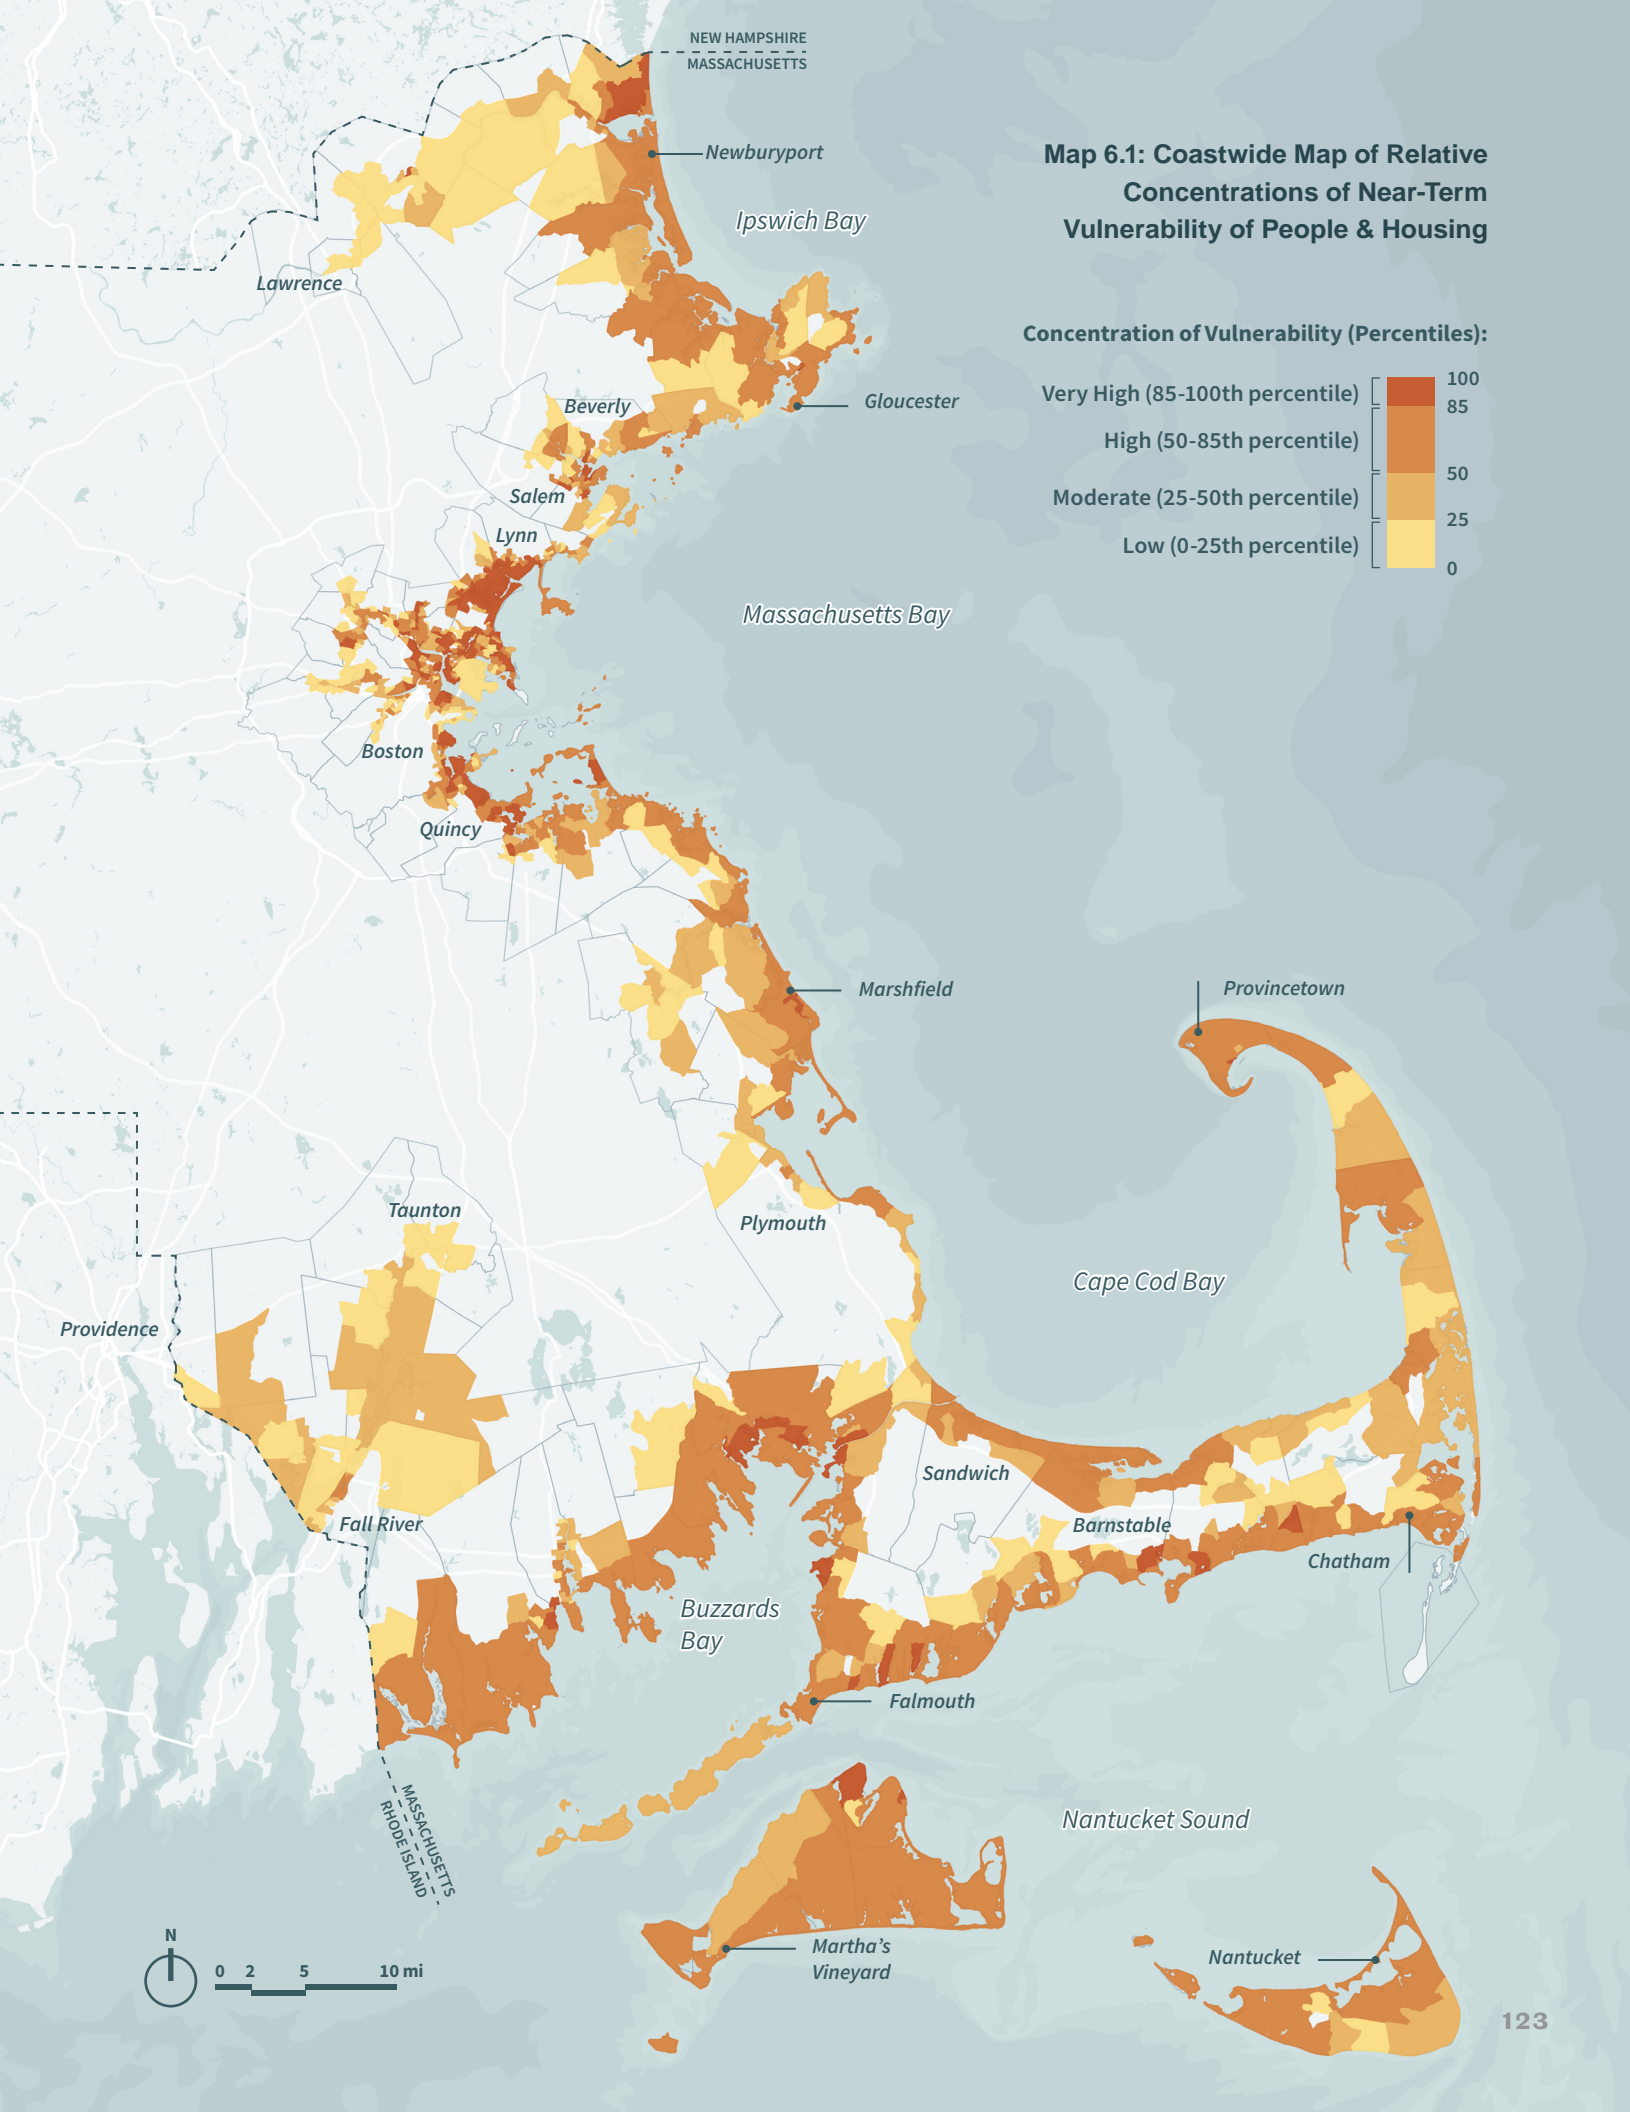 NEW HAMPSHIRE
MASSACHUSETTS
Newburyport
Map 6.1: Coastwide Map of Relative
Concentrations of Near-Term
Vulnerability of People & Housing
Ipswich Bay
Lawrence
Concentration of Vulnerability (Percentiles):
Very High (85-100th percentile)
High (50-85th percentile)
Moderate (25-50th percentile)
Low (0-25th percentile)
100
85
50
25
0
Beverly
Gloucester
Salem
Lynn
Massachusetts Bay
Boston
Quincy
Marshfield
Provincetown
Taunton
Plymouth
Cape Cod Bay
Providence
Sandwich
Fall River
Barnstable
Chatham
Buzzards
Bay
Falmouth
MASSACHUSETTS
RHODE ISLAND
Nantucket Sound
Martha’s
Vineyard
Nantucket
N
0 2 5 10 mi
123